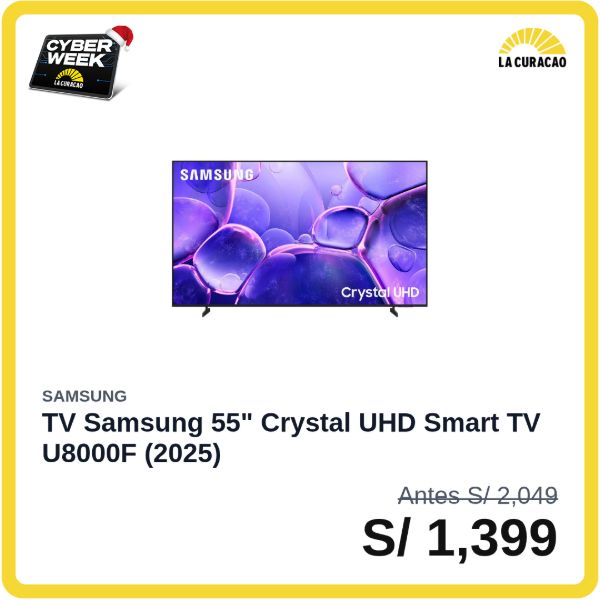 CYBER
WEEK
LA CURACAO
LA CURACAO
SAMSUNG
Crystal UHD
SAMSUNG
TV Samsung 55" Crystal UHD Smart TV
U8000F (2025)
Antes S/ 2,049
S/ 1,399